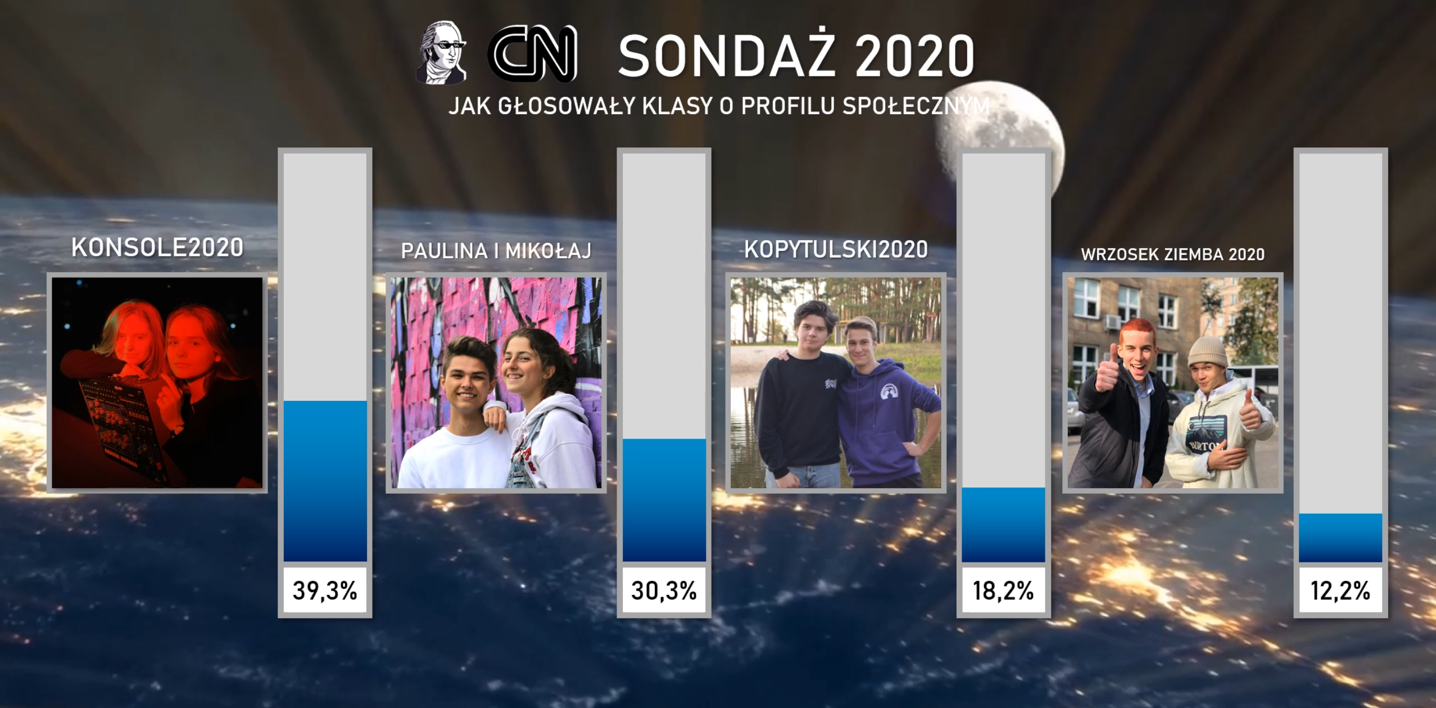 CN SONDAŻ 2020
JAK GŁOSOWAŁY KLASY O PROFILU SPOŁECZNYM
KONSOLE2020
PAULINA I MIKOŁAJ
KOPYTULSKI2020
WRZOSEK ZIEMBA 2020
BURTON
39,3%
30,3%
18,2%
12,2%